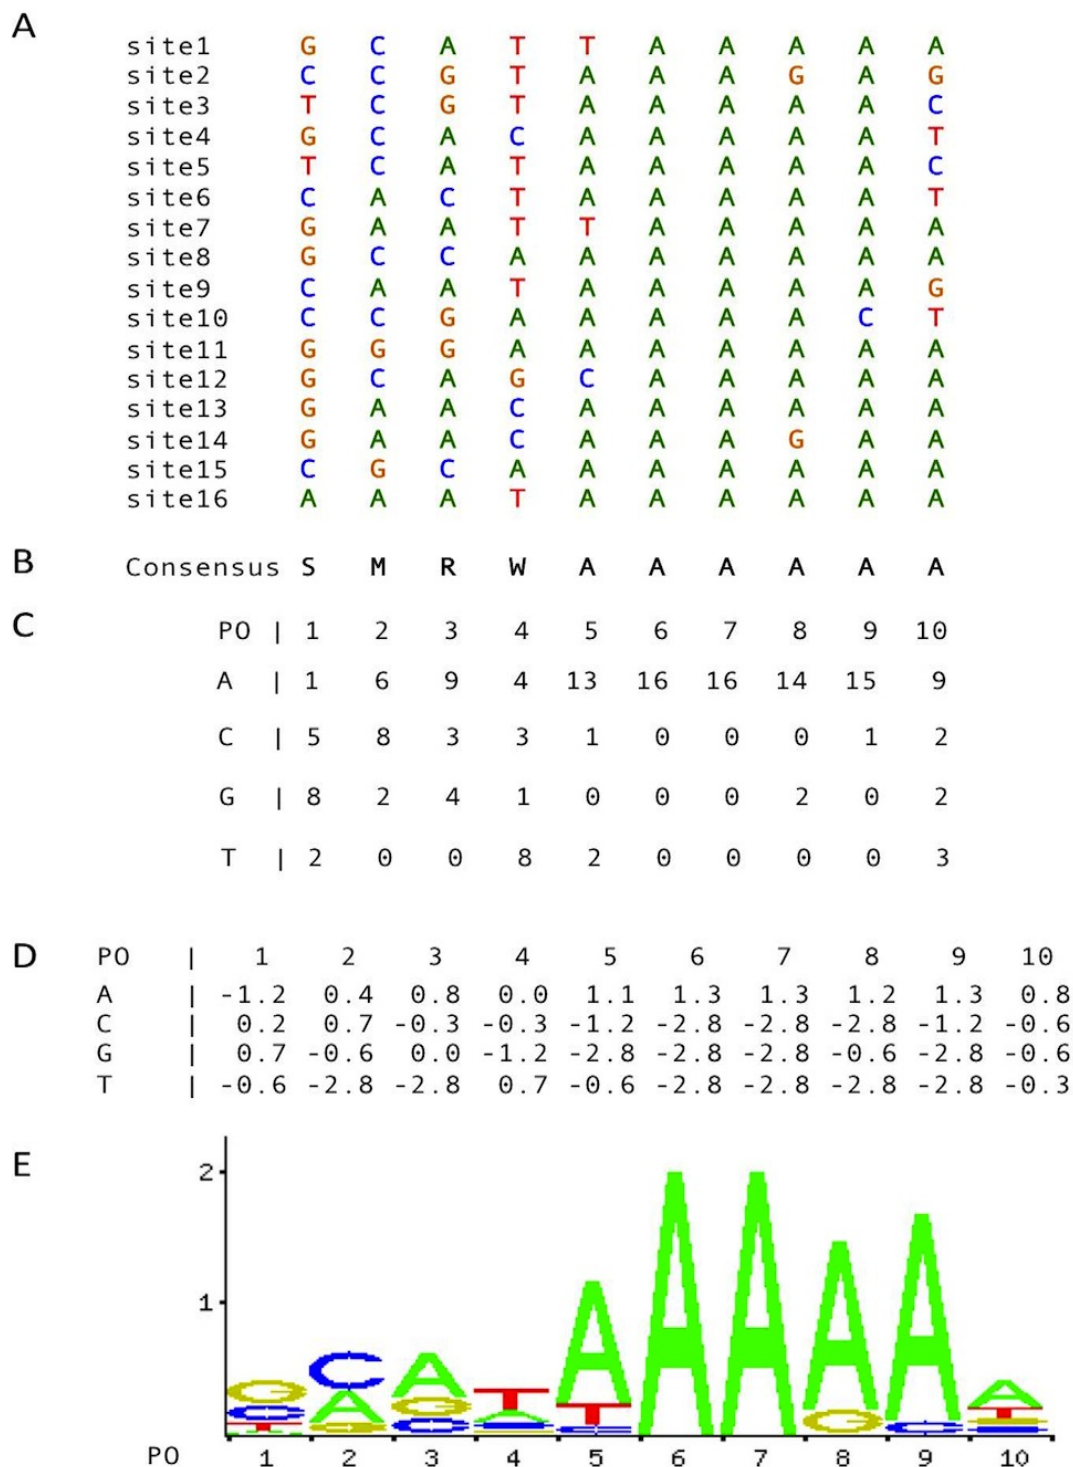 A
site1 G C A T T A A A A A
site2 C C G T A A A G A G
site3 T C G T A A A A A C
site4 G C A C A A A A A T
site5 T C A T A A A A A C
site6 C A C T A A A A A T
site7 G A A T T A A A A A
site8 G C C A A A A A A A
site9 C A A T A A A A A G
site10 C C G A A A A A C T
site11 G G G A A A A A A A
site12 G C A G C A A A A A
site13 G A A C A A A A A A
site14 G A A C A A A G A A
site15 C G C A A A A A A A
site16 A A A T A A A A A A
B Consensus S M R W A A A A A A
C
PO | 1 2 3 4 5 6 7 8 9 10
A | 1 6 9 4 13 16 16 14 15 9
C | 5 8 3 3 1 0 0 0 1 2
G | 8 2 4 1 0 0 0 2 0 2
T | 2 0 0 8 2 0 0 0 0 3
D PO | 1 2 3 4 5 6 7 8 9 10
A | -1.2 0.4 0.8 0.0 1.1 1.3 1.3 1.2 1.3 0.8
C | 0.2 0.7 -0.3 -0.3 -1.2 -2.8 -2.8 -2.8 -1.2 -0.6
G | 0.7 -0.6 0.0 -1.2 -2.8 -2.8 -2.8 -0.6 -2.8 -0.6
T | -0.6 -2.8 -2.8 0.7 -0.6 -2.8 -2.8 -2.8 -2.8 -0.3
E
2
1
G C A T A A A A A A
C A G A T G C T
T G C C C G
A C
PO 1 2 3 4 5 6 7 8 9 10